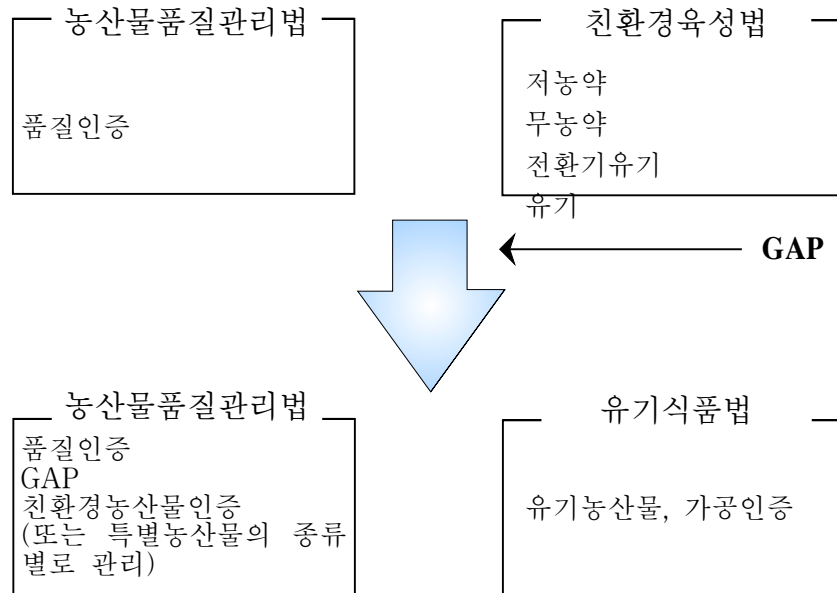 농산물품질관리법
품질인증
친환경육성법
저농약
무농약
전환기유기
유기
GAP
농산물품질관리법
품질인증
GAP
친환경농산물인증
(또는 특별농산물의 종류
별로 관리)
유기식품법
유기농산물, 가공인증